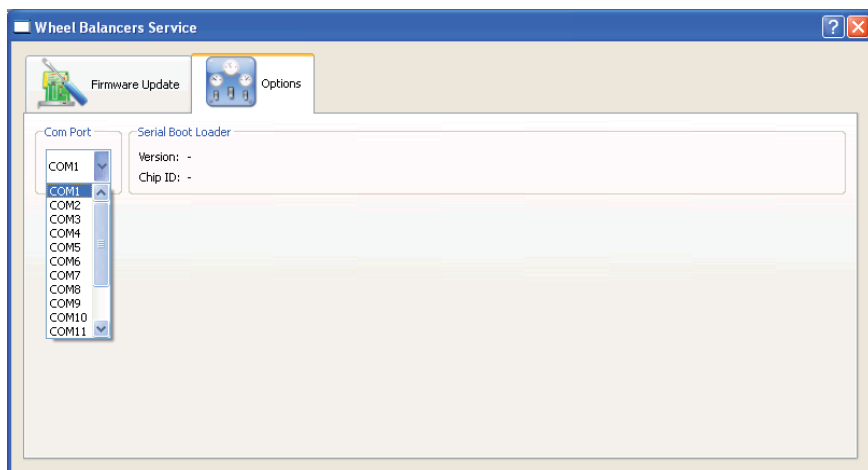 Wheel Balancers Service
Firmware Update
Options
Com Port
Serial Boot Loader
COM1
Version: -
Chip ID: -
COM1
COM2
COM3
COM4
COM5
COM6
COM7
COM8
COM9
COM10
COM11